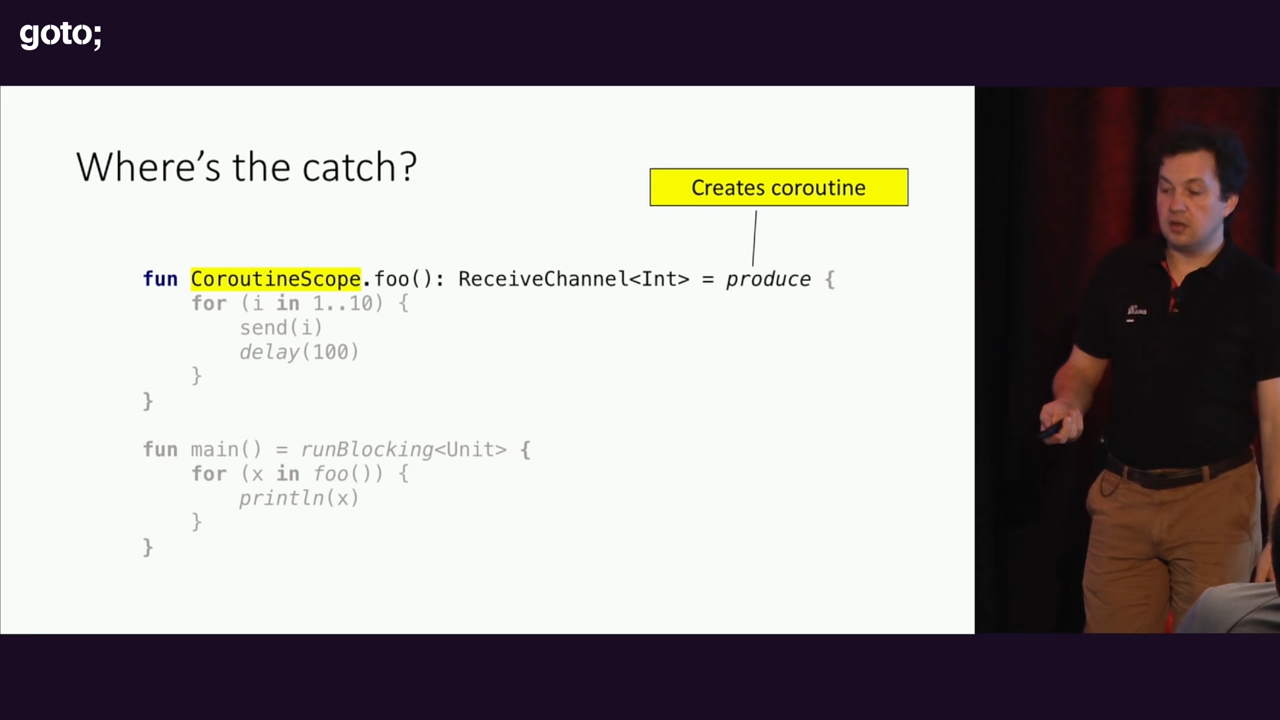 goto;
Where's the catch?
Creates coroutine
fun CoroutineScope.foo(): ReceiveChannel<Int> = produce {
    for (i in 1..10) {
        send(i)
        delay(100)
    }
}
fun main() = runBlocking<Unit> {
    for (x in foo()) {
        println(x)
    }
}